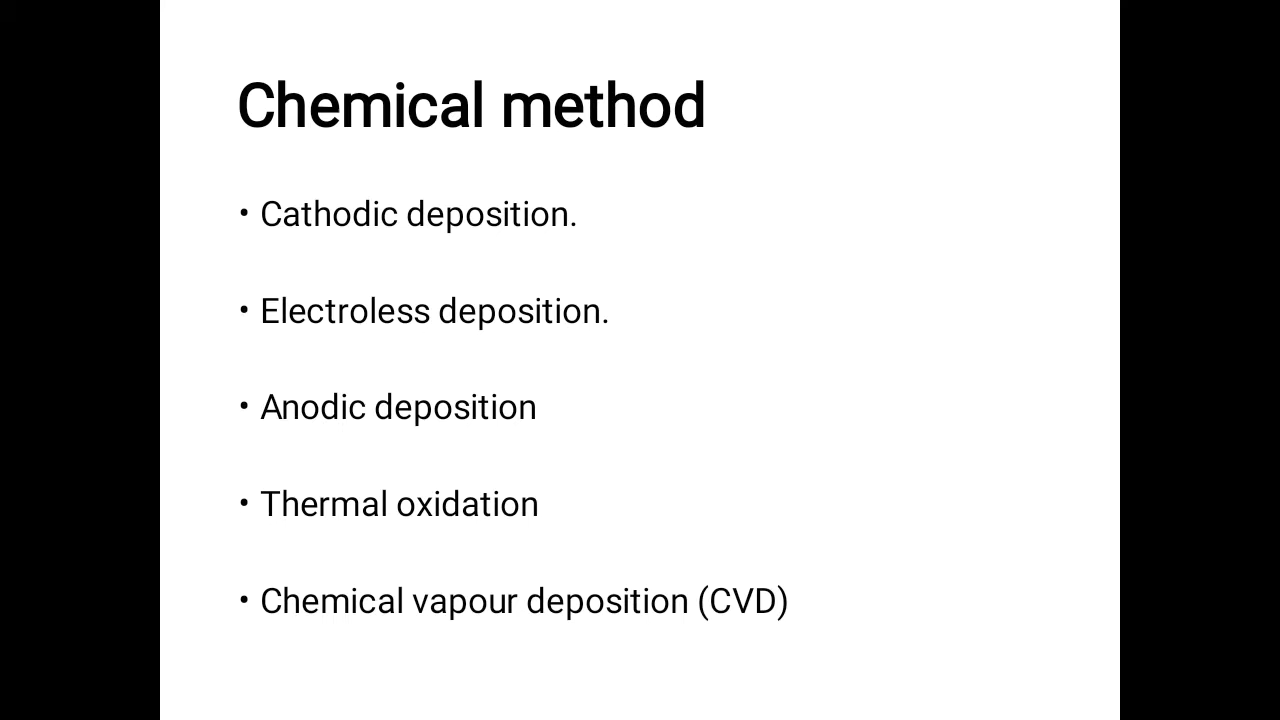 Chemical method
• Cathodic deposition.
• Electroless deposition.
• Anodic deposition
• Thermal oxidation
• Chemical vapour deposition (CVD)